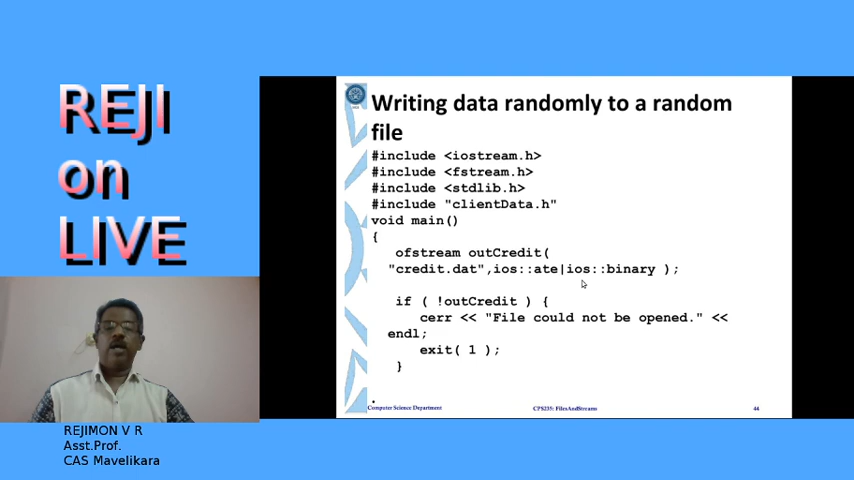 REJI
on
LIVE
REJIMON V R
Asst.Prof.
CAS Mavelikara
Writing data randomly to a random
file
#include <iostream.h>
#include <fstream.h>
#include <stdlib.h>
#include "clientData.h"
void main()
{
ofstream outCredit(
"credit.dat",ios::ate|ios::binary );
if ( !outCredit ) {
cerr << "File could not be opened." <<
endl;
exit( 1 );
}
.
Computer Science Department
CPS235: FilesAndStreams
44